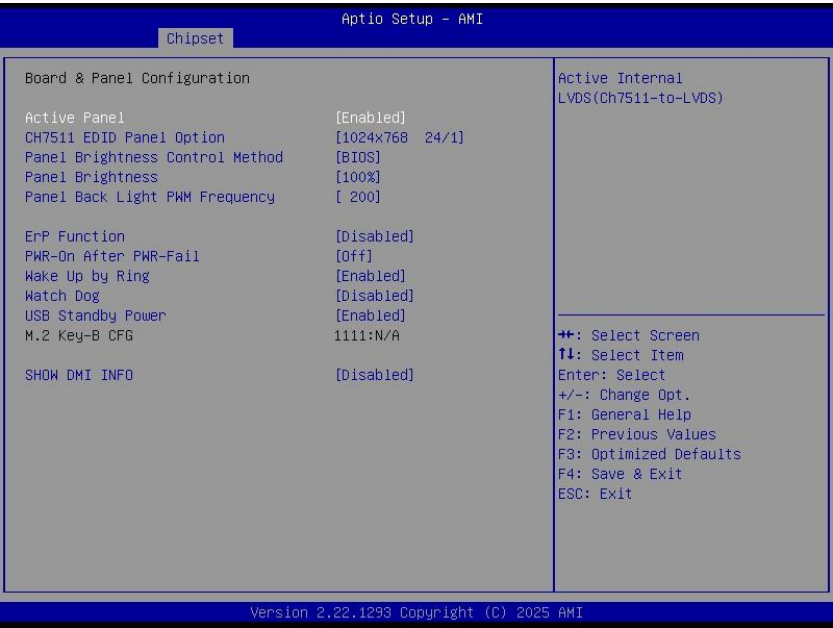 Aptio Setup - AMI
Chipset
Board & Panel Configuration
Active Panel [Enabled]
CH7511 EDID Panel Option [1024x768 24/1]
Panel Brightness Control Method [BIOS]
Panel Brightness [100%]
Panel Back Light PWM Frequency [ 200]
ErP Function [Disabled]
PWR-On After PWR-Fail [Off]
Wake Up by Ring [Enabled]
Watch Dog [Disabled]
USB Standby Power [Enabled]
M.2 Key-B CFG 1111:N/A
SHOW DMI INFO [Disabled]
Active Internal
LVDS(Ch7511-to-LVDS)
→←: Select Screen
↑↓: Select Item
Enter: Select
+/-: Change Opt.
F1: General Help
F2: Previous Values
F3: Optimized Defaults
F4: Save & Exit
ESC: Exit
Version 2.22.1293 Copyright (C) 2025 AMI